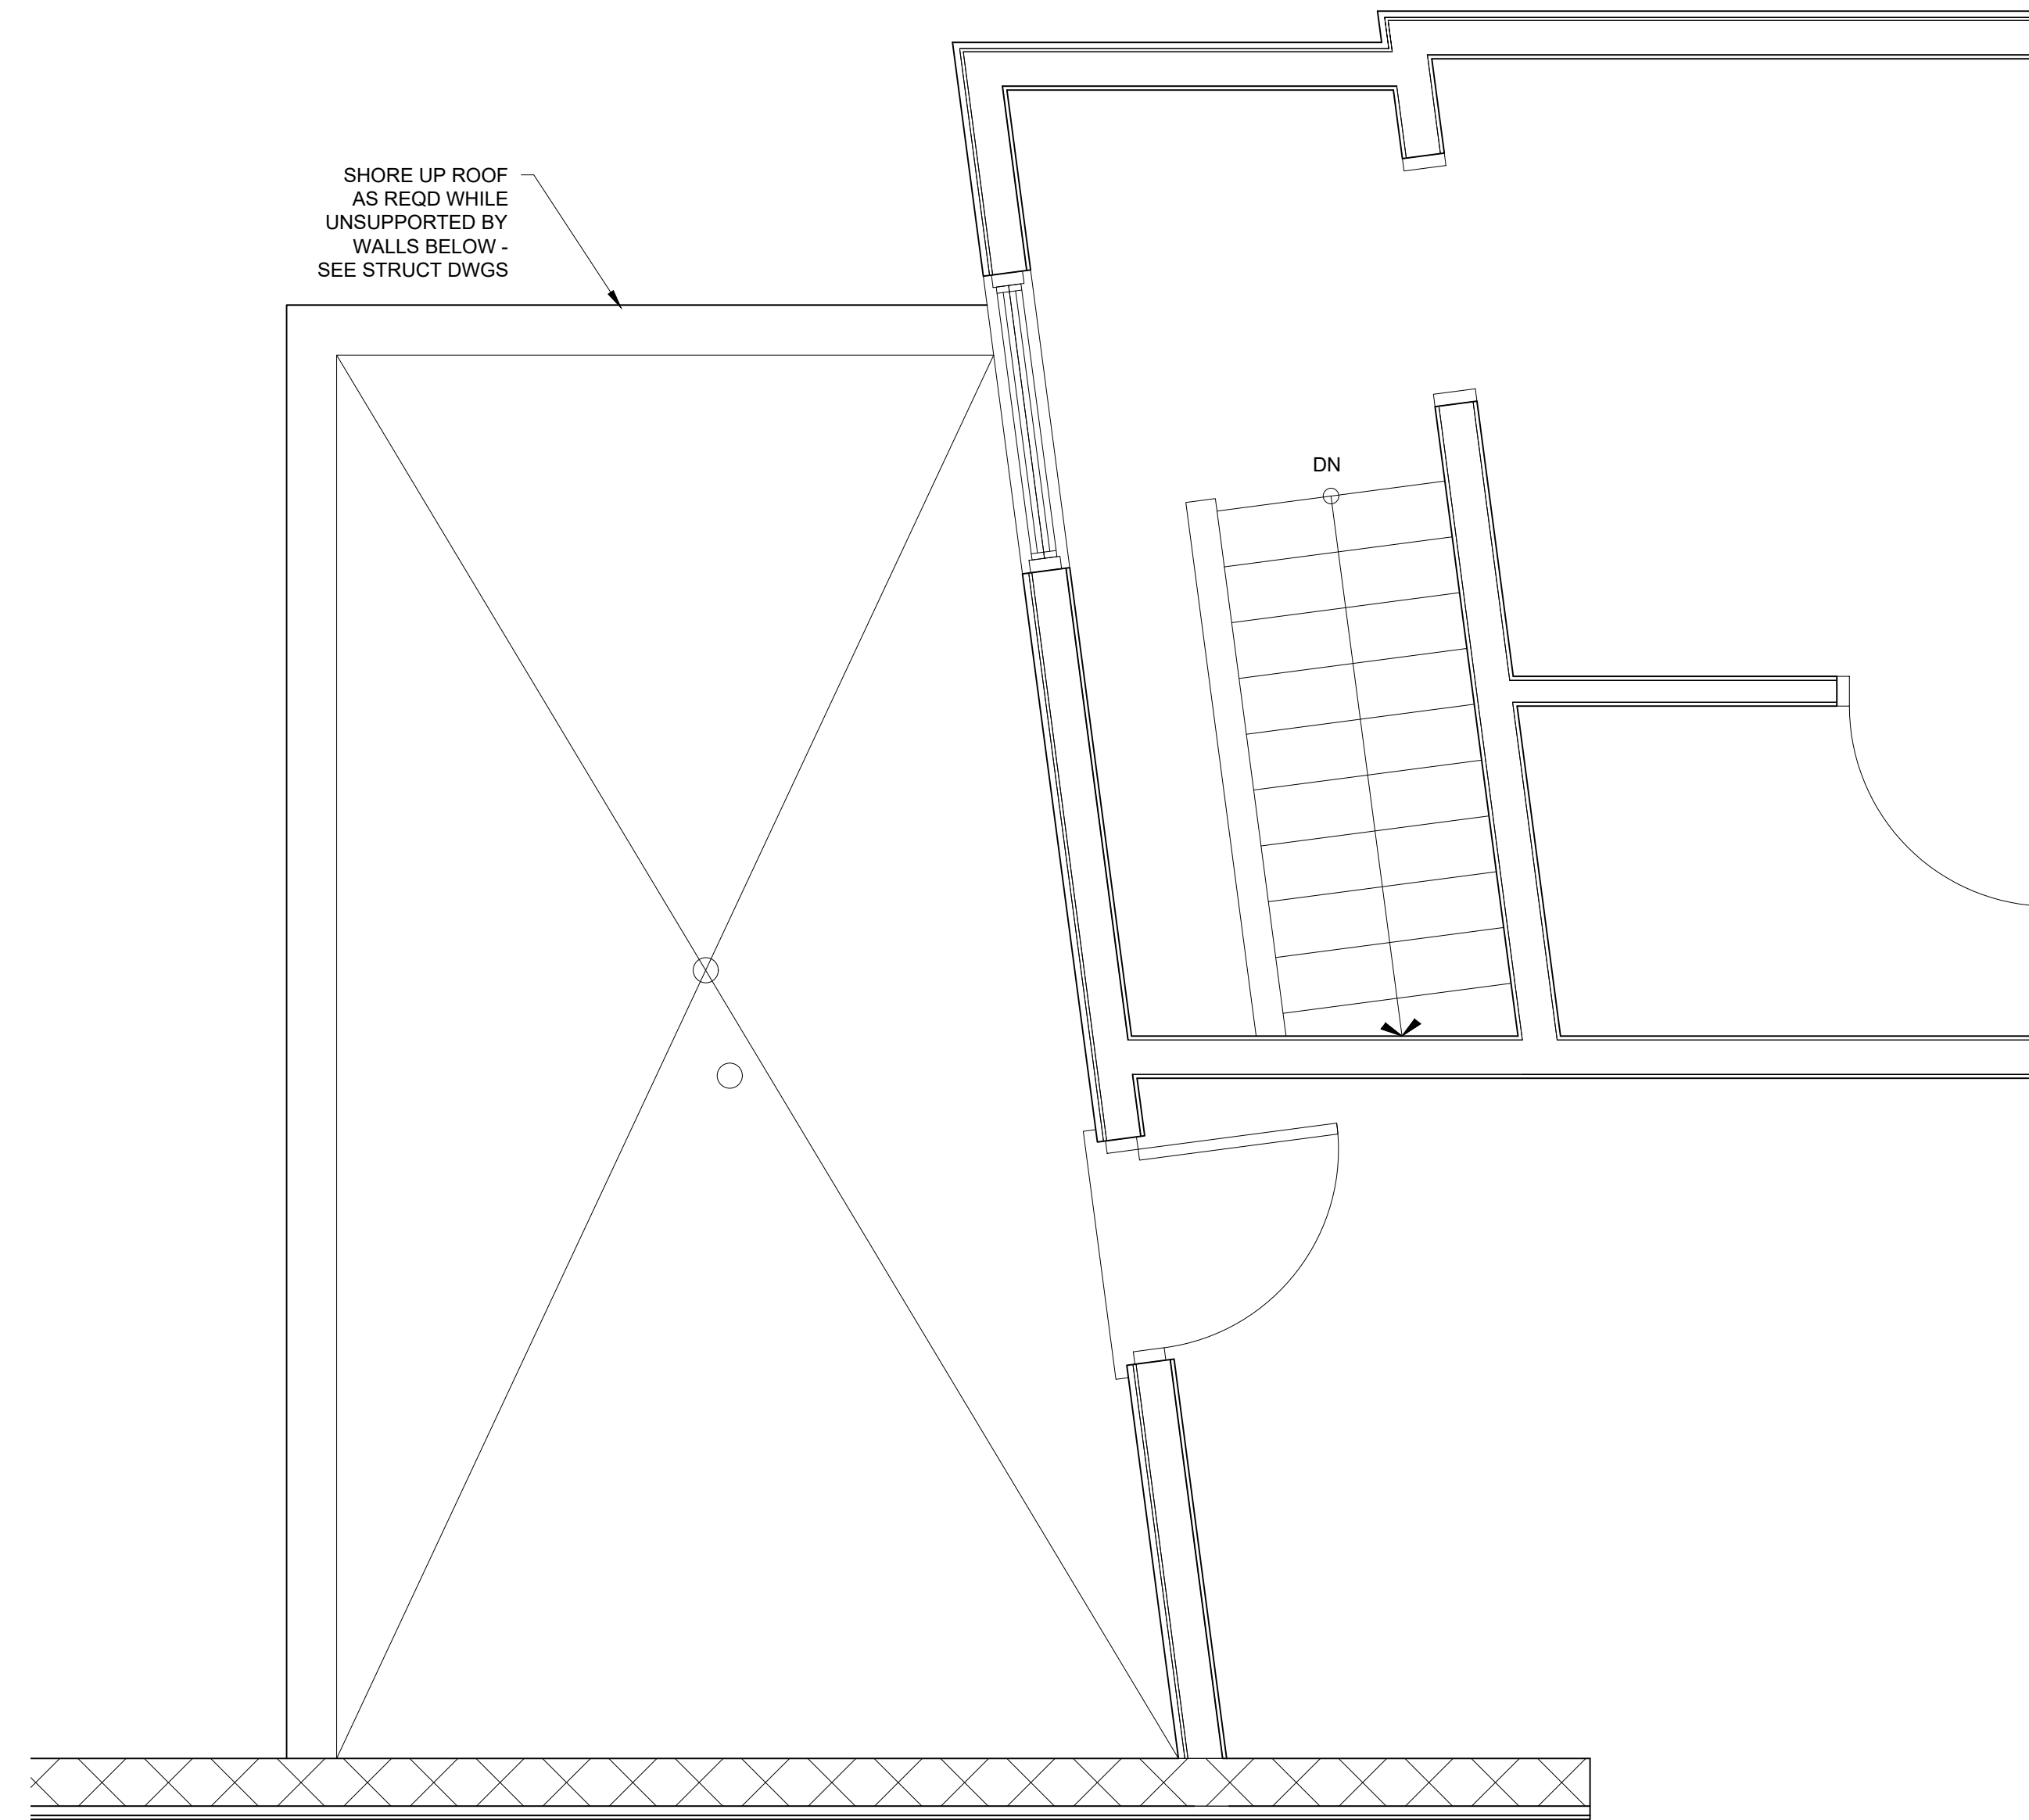 SHORE UP ROOF
AS REQD WHILE
UNSUPPORTED BY
WALLS BELOW -
SEE STRUCT DWGS
DN